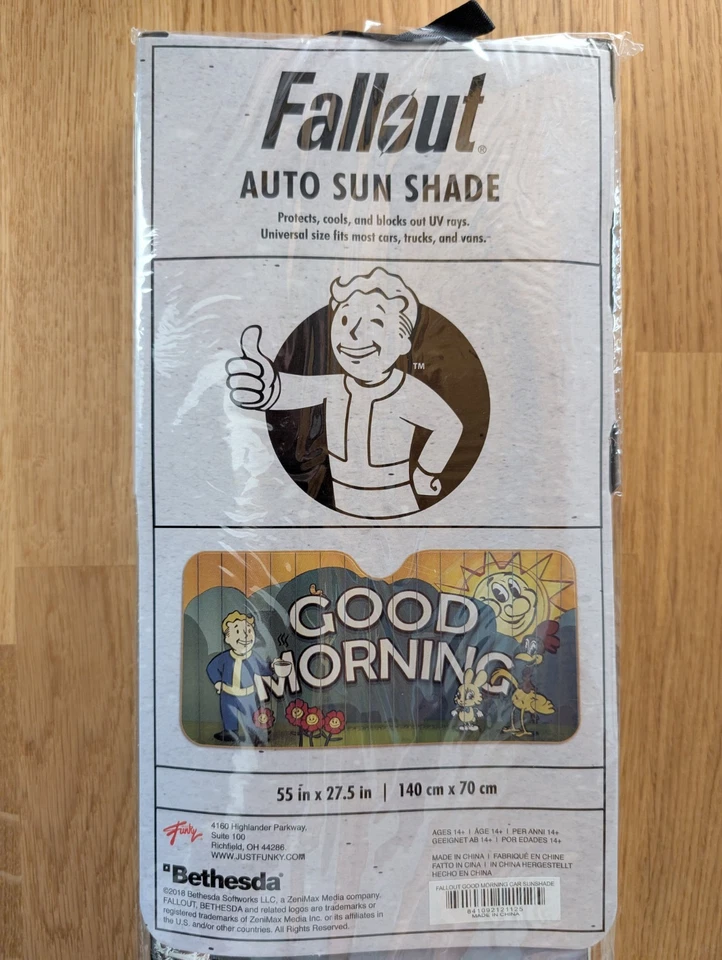 Fallout®
AUTO SUN SHADE
Protects, cools, and blocks out UV rays.
Universal size fits most cars, trucks, and vans.
TM
GOOD
MORNING
55 in x 27.5 in | 140 cm x 70 cm
Funky
4160 Highlander Parkway,
Suite 100
Richfield, OH 44286.
WWW.JUSTFUNKY.COM
Bethesda®
©2018 Bethesda Softworks LLC, a ZeniMax Media company.
FALLOUT, BETHESDA and related logos are trademarks or
registered trademarks of ZeniMax Media Inc. or its affiliates in
the U.S. and/or other countries. All Rights Reserved.
AGES 14+ | ÂGE 14+ | PER ANNI 14+
GEEIGNET AB 14+ | POR EDADES 14+
MADE IN CHINA | FABRIQUÉ EN CHINE
FATTO IN CINA | IN CHINA HERGESTELLT
HECHO EN CHINA
FALLOUT GOOD MORNING CAR SUNSHADE
841092121125
MADE IN CHINA